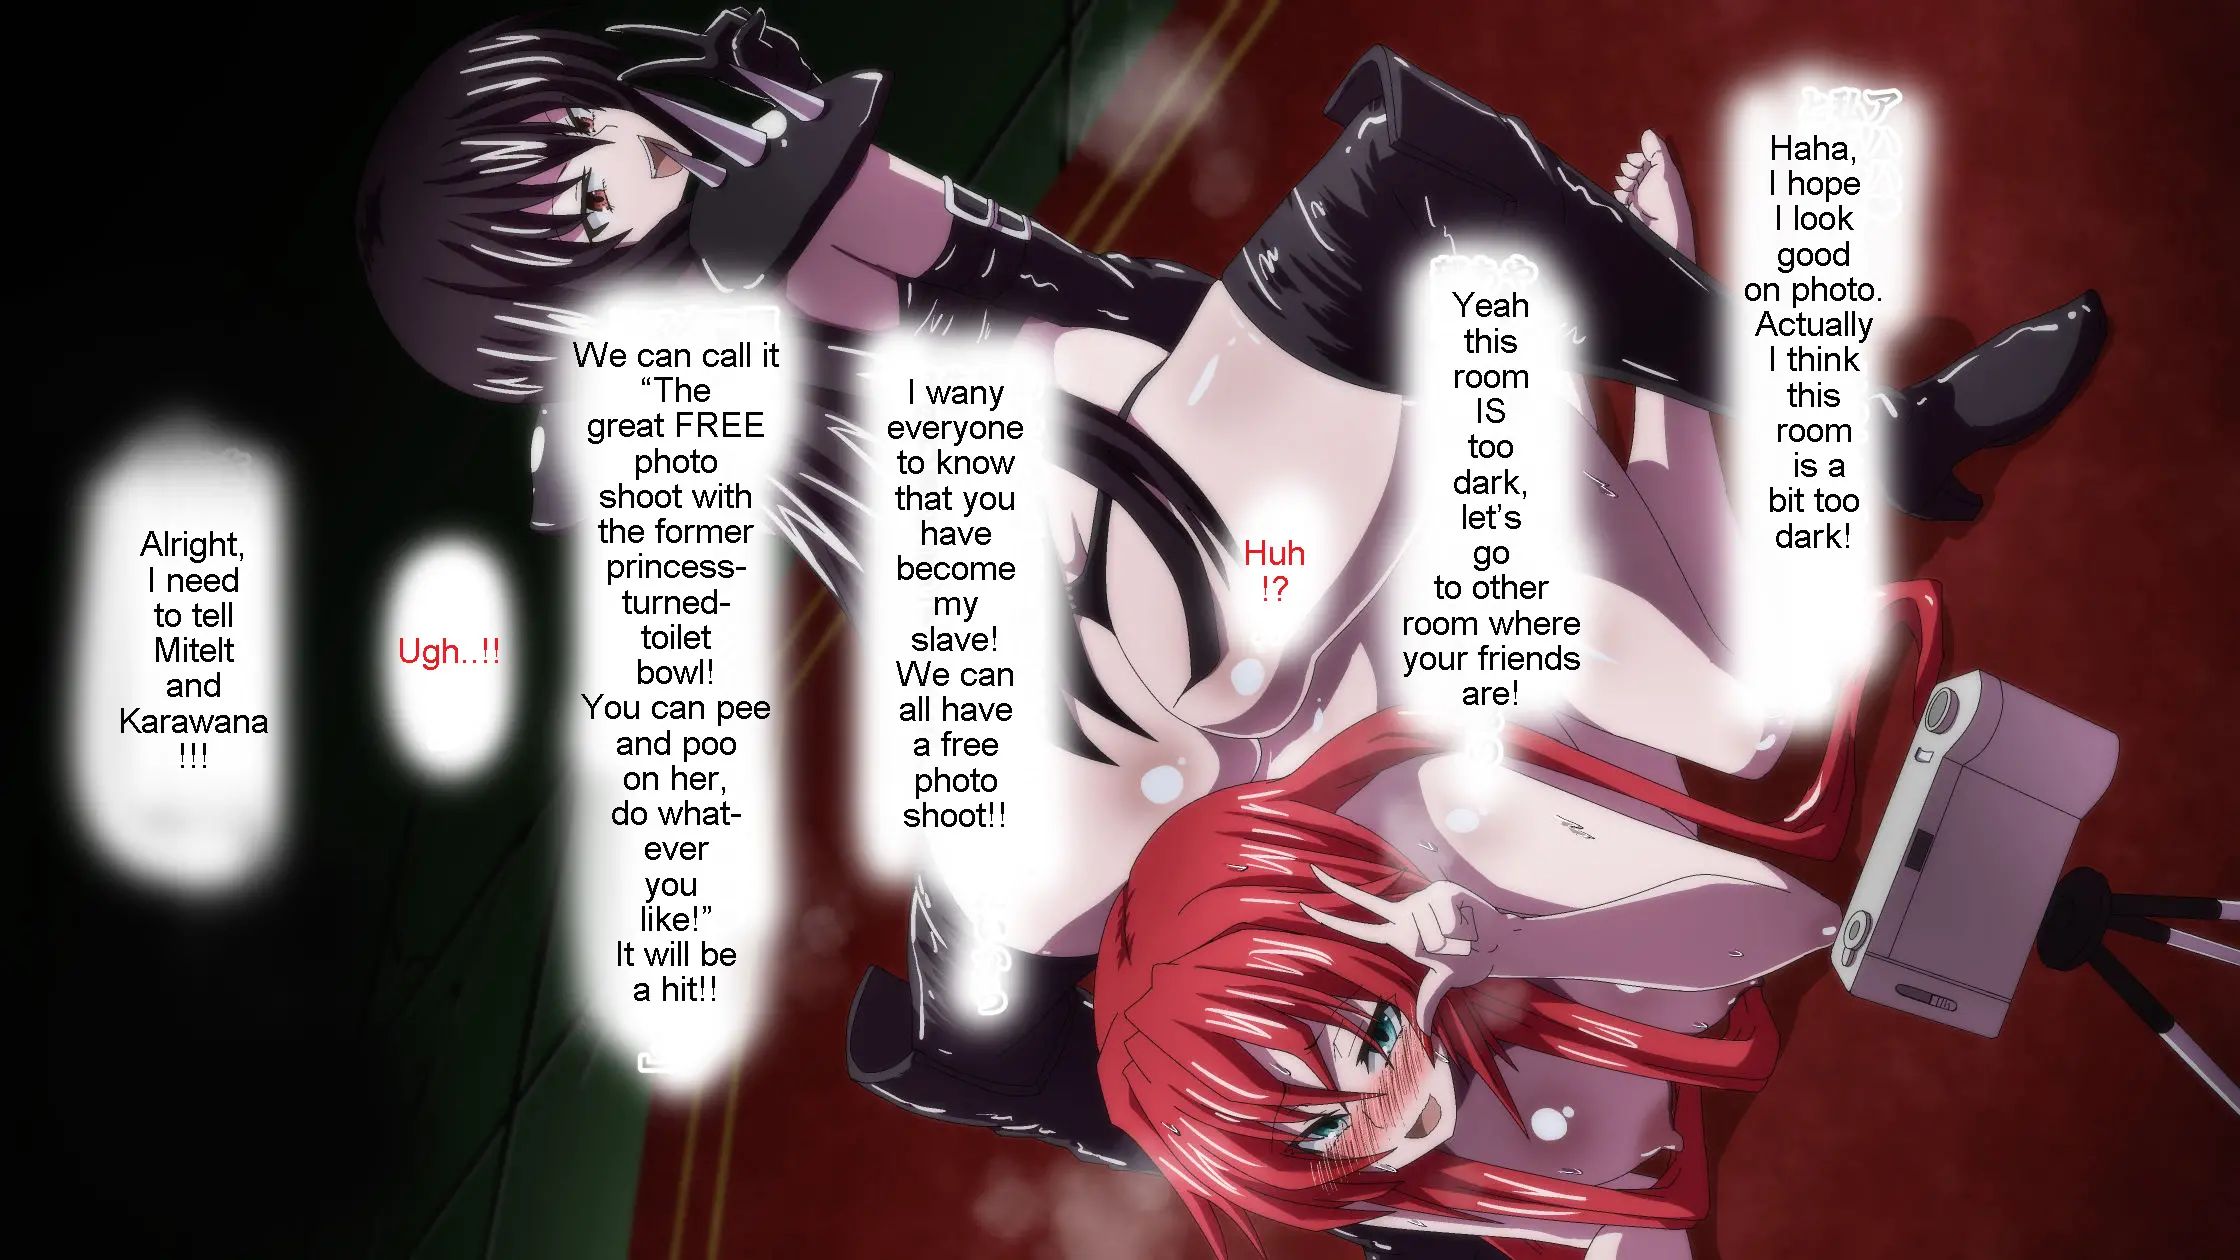 Haha,
I hope
I look
good
on photo.
Actually
I think
this
room
is a
bit too
dark!
Yeah
this
room
IS
too
dark,
let's
go
to other
room where
your friends
are!
Huh
!?
I wany
everyone
to know
that you
have
become
my
slave!
We can
all have
a free
photo
shoot!!
We can call it
“The
great FREE
photo
shoot with
the former
princess-
turned-
toilet
bowl!
You can pee
and poo
on her,
do what-
ever
you
like!”
It will be
a hit!!
Ugh..!!
Alright,
I need
to tell
Mitelt
and
Karawana
!!!